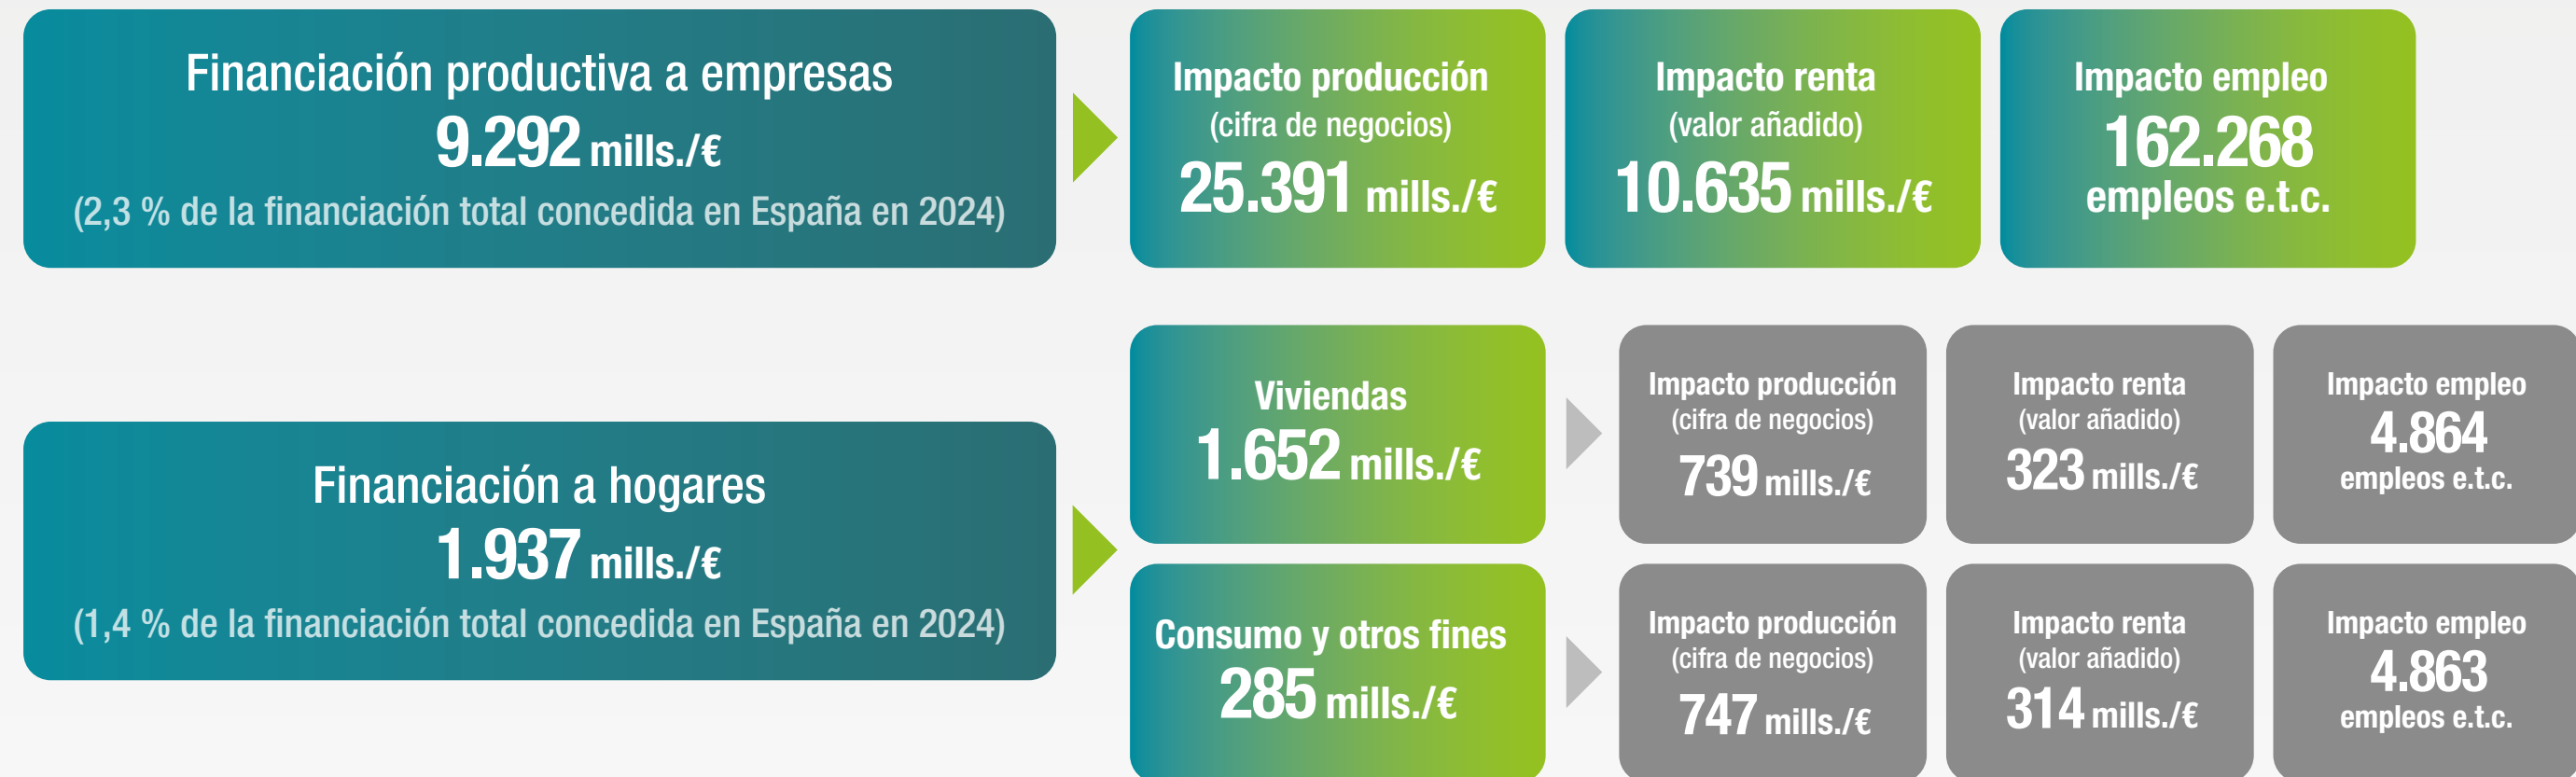 Financiación productiva a empresas
9.292 mills./€
(2,3 % de la financiación total concedida en España en 2024)
Impacto producción
(cifra de negocios)
25.391 mills./€
Impacto renta
(valor añadido)
10.635 mills./€
Impacto empleo
162.268
empleos e.t.c.
Financiación a hogares
1.937 mills./€
(1,4 % de la financiación total concedida en España en 2024)
Viviendas
1.652 mills./€
Impacto producción
(cifra de negocios)
739 mills./€
Impacto renta
(valor añadido)
323 mills./€
Impacto empleo
4.864
empleos e.t.c.
Consumo y otros fines
285 mills./€
Impacto producción
(cifra de negocios)
747 mills./€
Impacto renta
(valor añadido)
314 mills./€
Impacto empleo
4.863
empleos e.t.c.